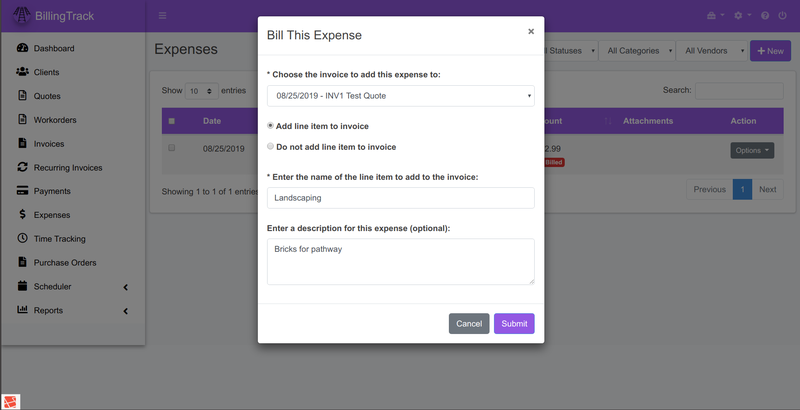 BillingTrack
Dashboard
Clients
Quotes
Workorders
Invoices
Recurring Invoices
Payments
Expenses
Time Tracking
Purchase Orders
Scheduler
Reports
Expenses
Statuses
All Categories
All Vendors
+ New
Show 10 entries
Search:
Date
Attachments
Action
08/25/2019
2.99
Billed
Options
Showing 1 to 1 of 1 entries
Previous 1 Next
Bill This Expense
×
* Choose the invoice to add this expense to:
08/25/2019 - INV1 Test Quote
Add line item to invoice
Do not add line item to invoice
* Enter the name of the line item to add to the invoice:
Landscaping
Enter a description for this expense (optional):
Bricks for pathway
Cancel
Submit